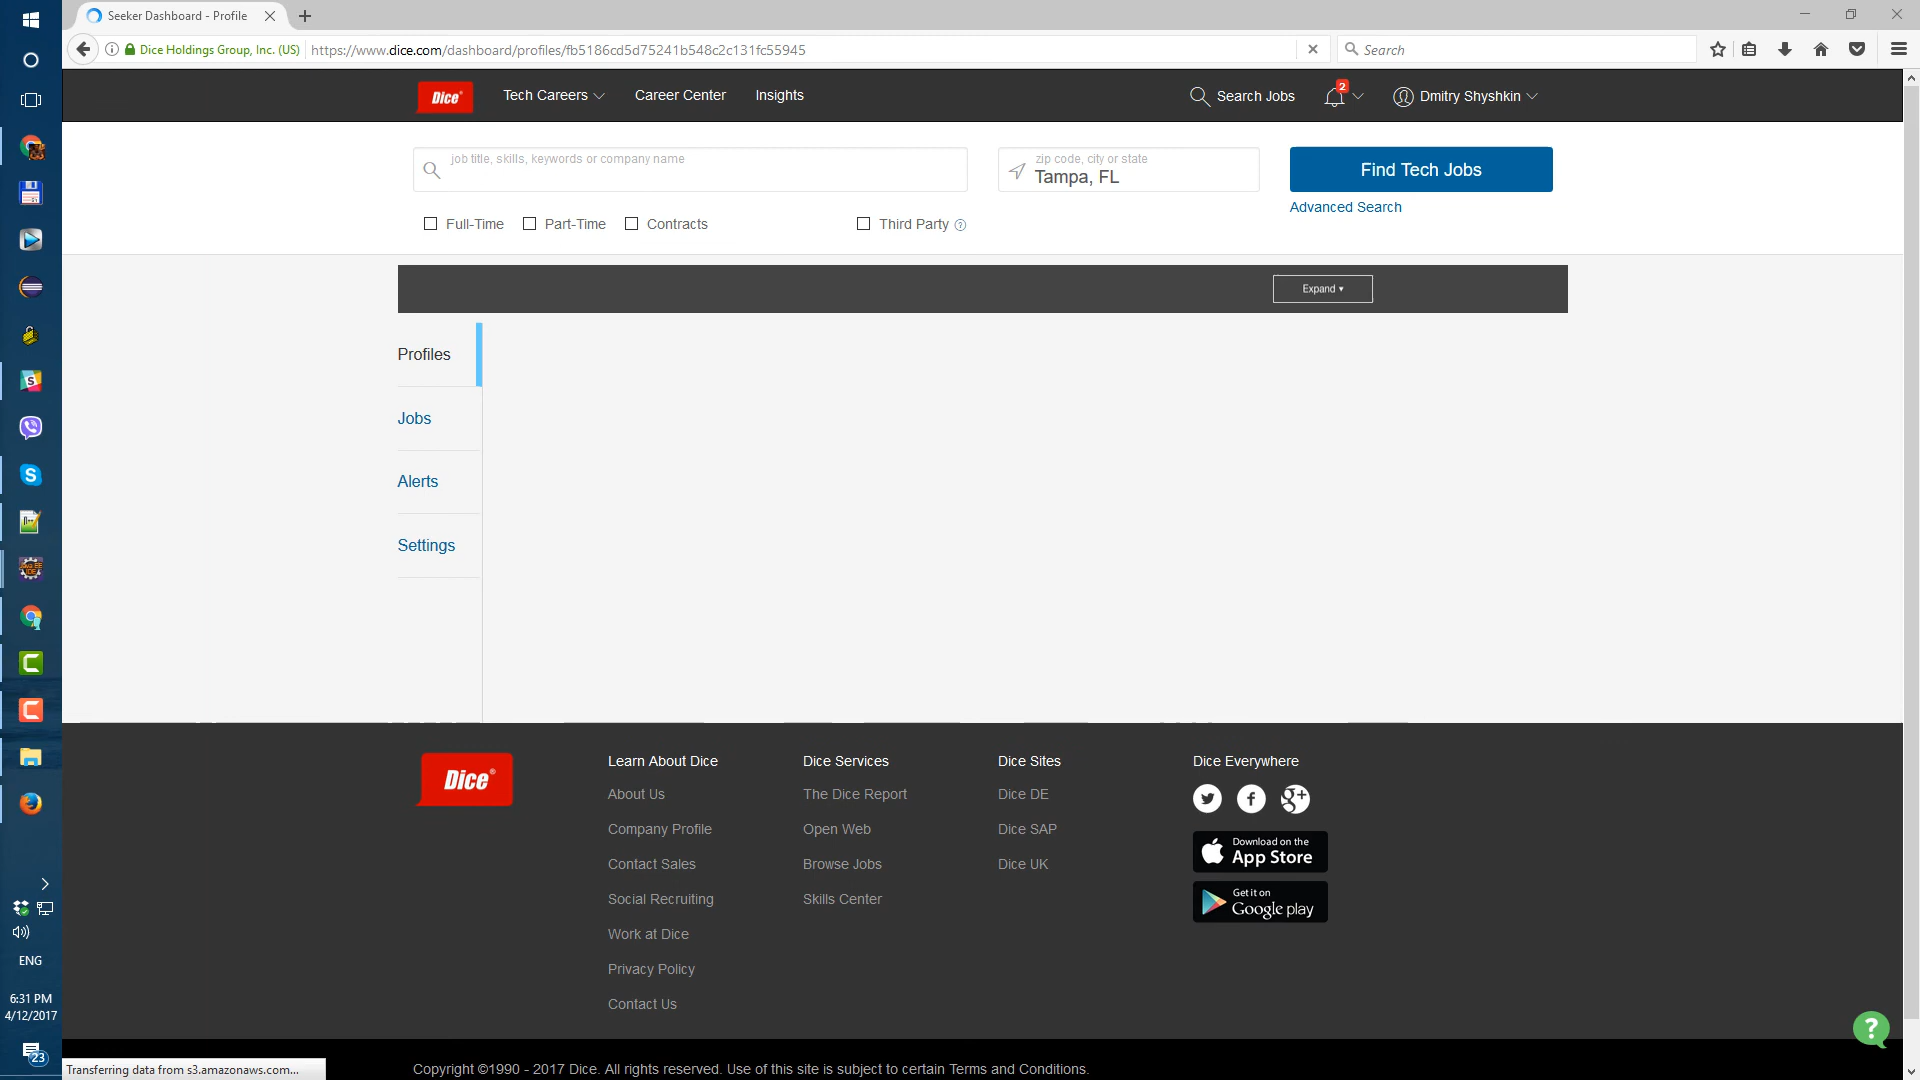 Seeker Dashboard - Profile
Dice Holdings Group, Inc. (US)
https://www.dice.com/dashboard/profiles/fb5186cd5d75241b548c2c131fc55945
Search
Dice
Tech Careers
Career Center
Insights
Search Jobs
2
Dmitry Shyshkin
job title, skills, keywords or company name
zip code, city or state
Tampa, FL
Find Tech Jobs
Advanced Search
Full-Time
Part-Time
Contracts
Third Party
Expand ▾
Profiles
Jobs
Alerts
Settings
Dice®
Learn About Dice
About Us
Company Profile
Contact Sales
Social Recruiting
Work at Dice
Privacy Policy
Contact Us
Dice Services
The Dice Report
Open Web
Browse Jobs
Skills Center
Dice Sites
Dice DE
Dice SAP
Dice UK
Dice Everywhere
Download on the
App Store
Get it on
Google play
Copyright ©1990 - 2017 Dice. All rights reserved. Use of this site is subject to certain Terms and Conditions.
Transferring data from s3.amazonaws.com...
ENG
6:31 PM
4/12/2017
23